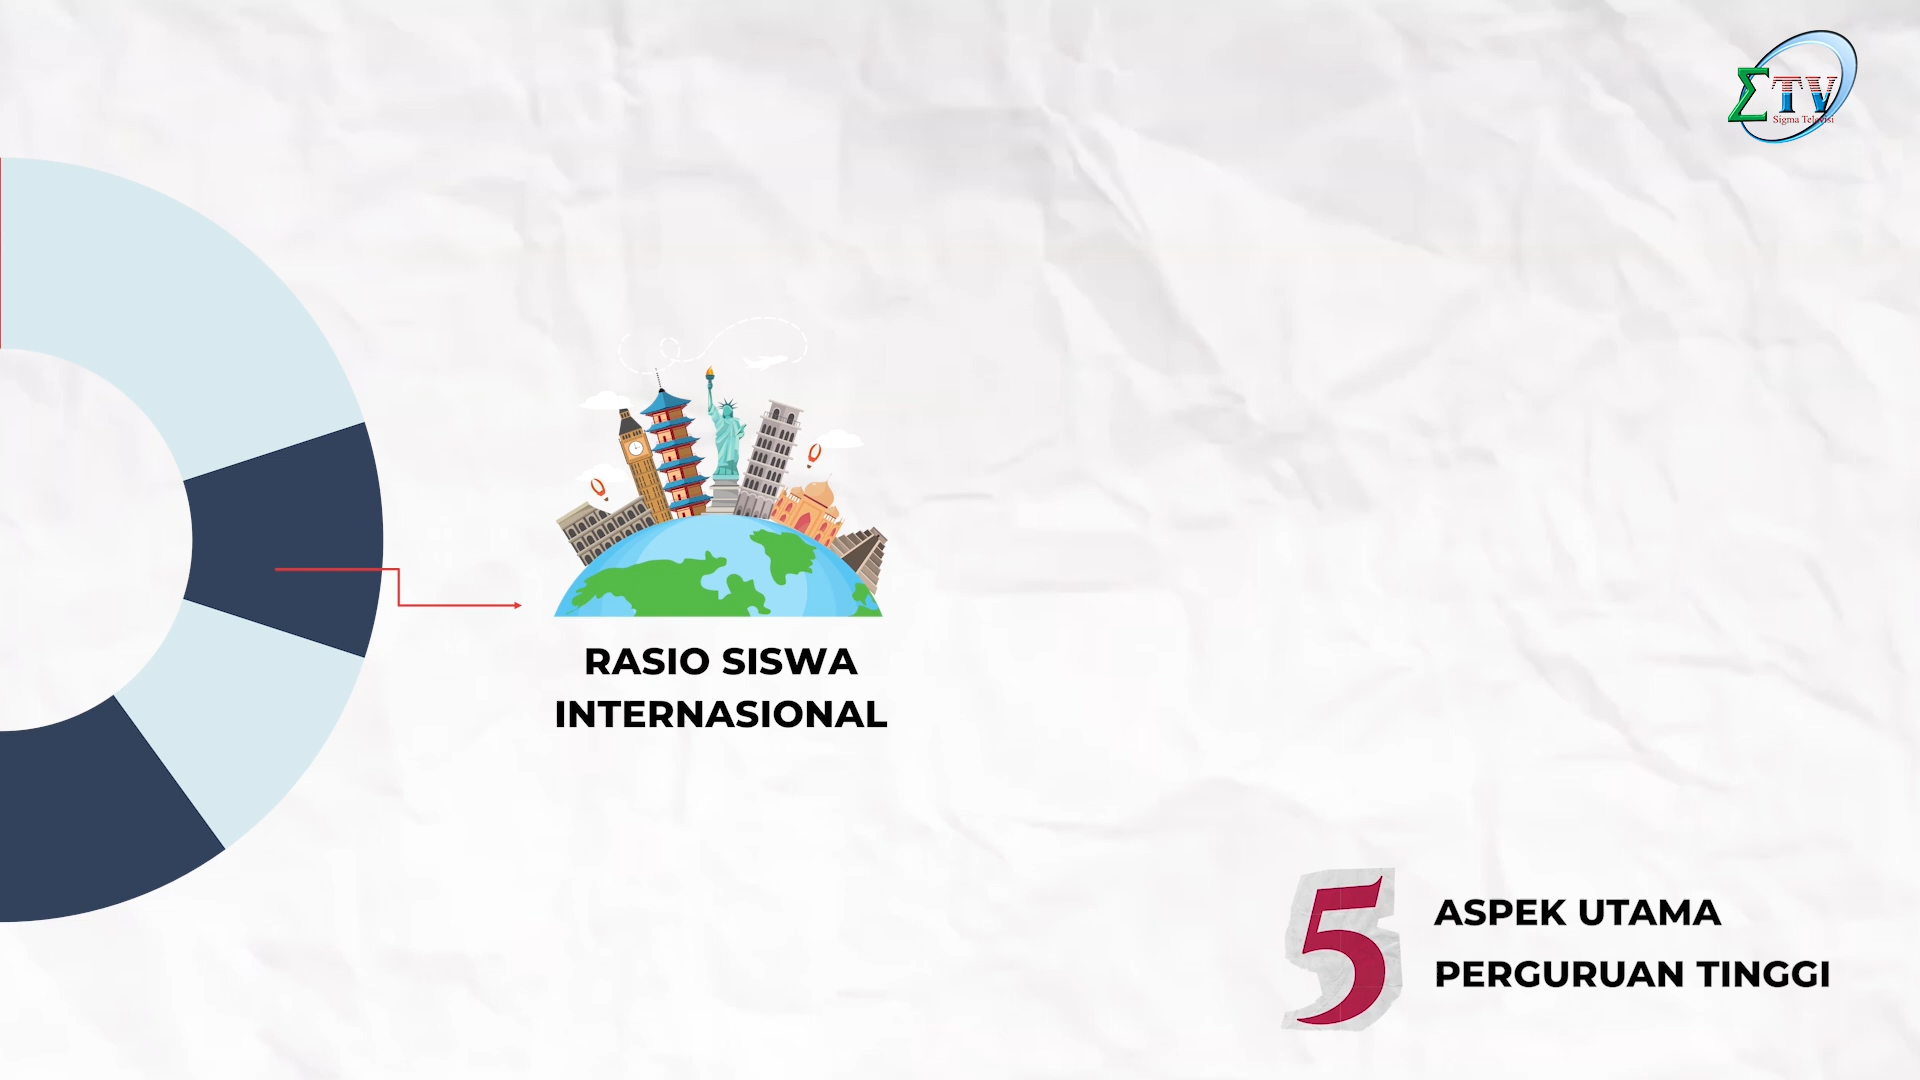 ΣTV
Sigma Televisi
RASIO SISWA
INTERNASIONAL
5
ASPEK UTAMA
PERGURUAN TINGGI